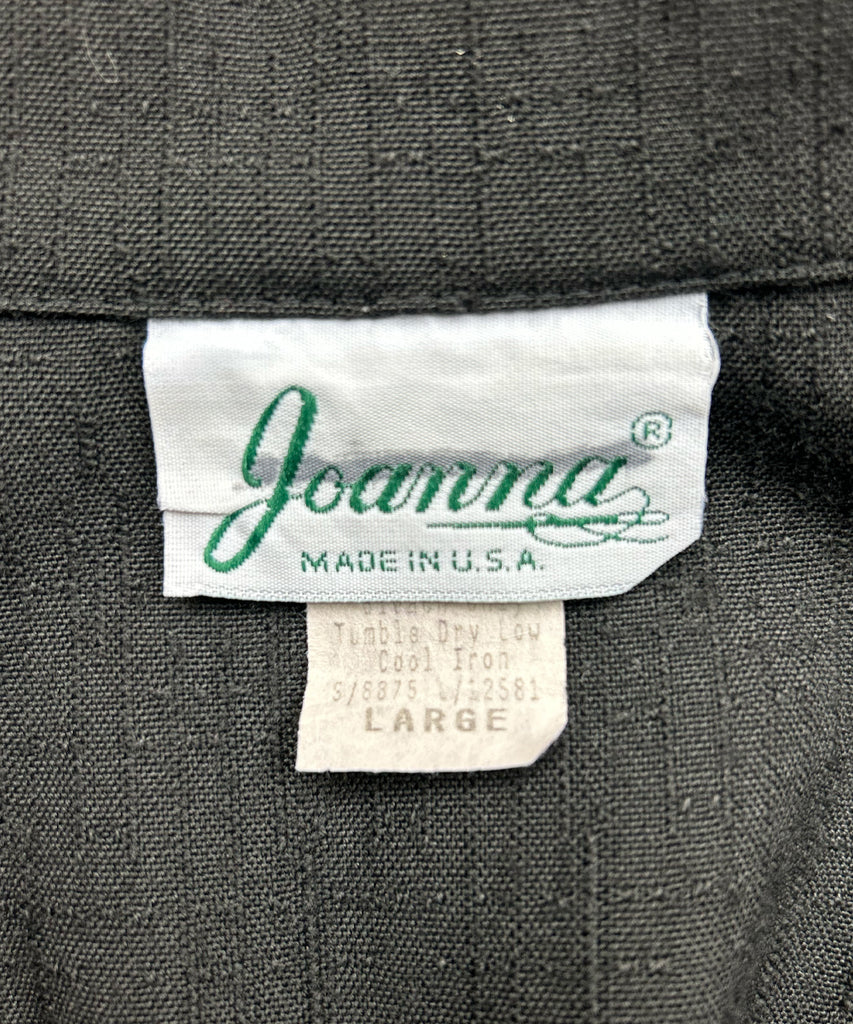 Joanna®
MADE IN U.S.A.
Tumble Dry Low
Cool Iron
S/8875 L/12581
LARGE